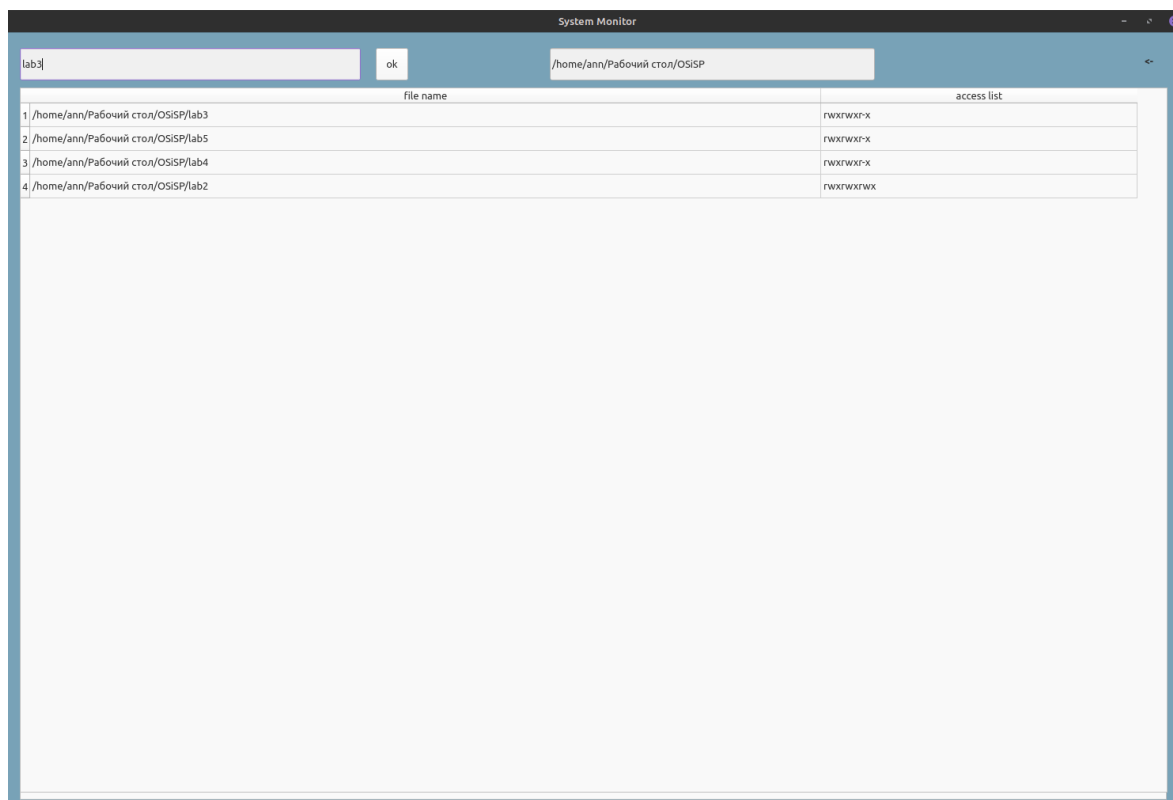 System Monitor
lab3 ok /home/ann/Рабочий стол/OSiSP <-
file name access list
1 /home/ann/Рабочий стол/OSiSP/lab3 rwxrwxr-x
2 /home/ann/Рабочий стол/OSiSP/lab5 rwxrwxr-x
3 /home/ann/Рабочий стол/OSiSP/lab4 rwxrwxr-x
4 /home/ann/Рабочий стол/OSiSP/lab2 rwxrwxrwx